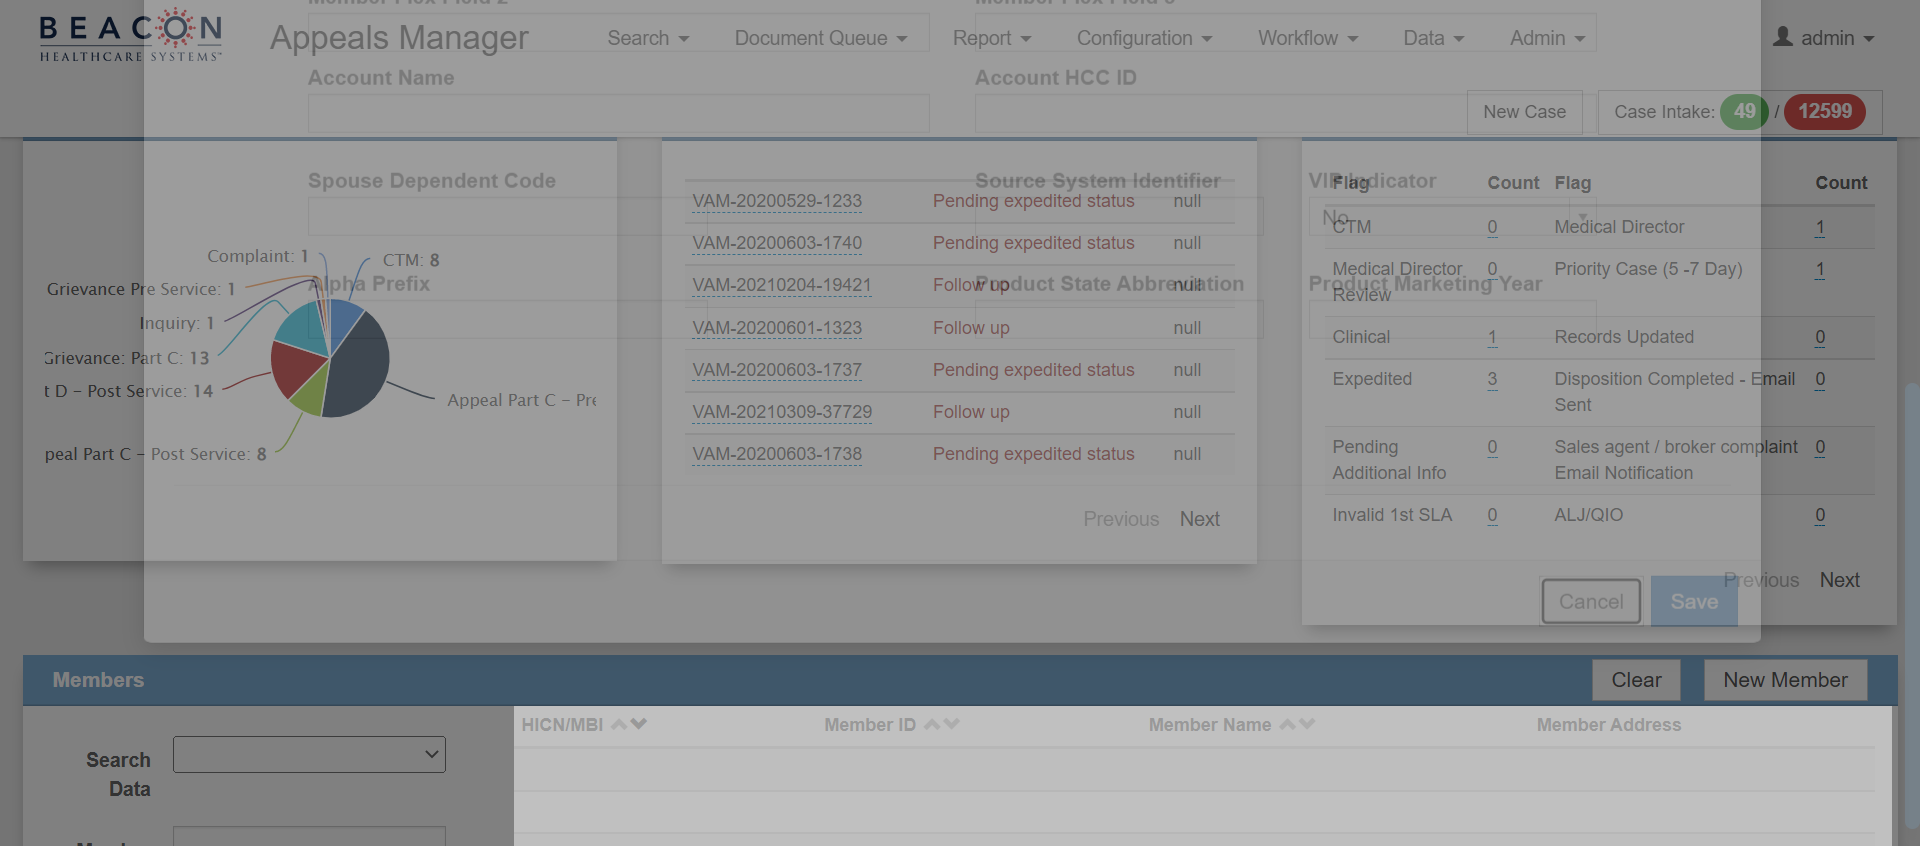 BEACON
HEALTHCARE SYSTEMS
Appeals Manager
Search
Document Queue
Report
Configuration
Workflow
Data
Admin
admin
Account Name
Account HCC ID
New Case
Case Intake: 49 / 12599
Spouse Dependent Code
Source System Identifier
VIP Indicator
No
Alpha Prefix
Product State Abbreviation
Product Marketing Year
Complaint: 1
CTM: 8
Grievance Pre Service: 1
Inquiry: 1
Grievance: Part C: 13
t D – Post Service: 14
Appeal Part C – Pre
peal Part C – Post Service: 8
VAM-20200529-1233 Pending expedited status null
VAM-20200603-1740 Pending expedited status null
VAM-20210204-19421 Follow up null
VAM-20200601-1323 Follow up null
VAM-20200603-1737 Pending expedited status null
VAM-20210309-37729 Follow up null
VAM-20200603-1738 Pending expedited status null
Previous Next
Flag Count Flag Count
CTM 0 Medical Director 1
Medical Director 0 Priority Case (5 -7 Day) 1
Review
Clinical 1 Records Updated 0
Expedited 3 Disposition Completed - Email 0
Sent
Pending 0 Sales agent / broker complaint 0
Additional Info Email Notification
Invalid 1st SLA 0 ALJ/QIO 0
Previous Next
Cancel Save
Members
Clear
New Member
HICN/MBI
Member ID
Member Name
Member Address
Search
Data